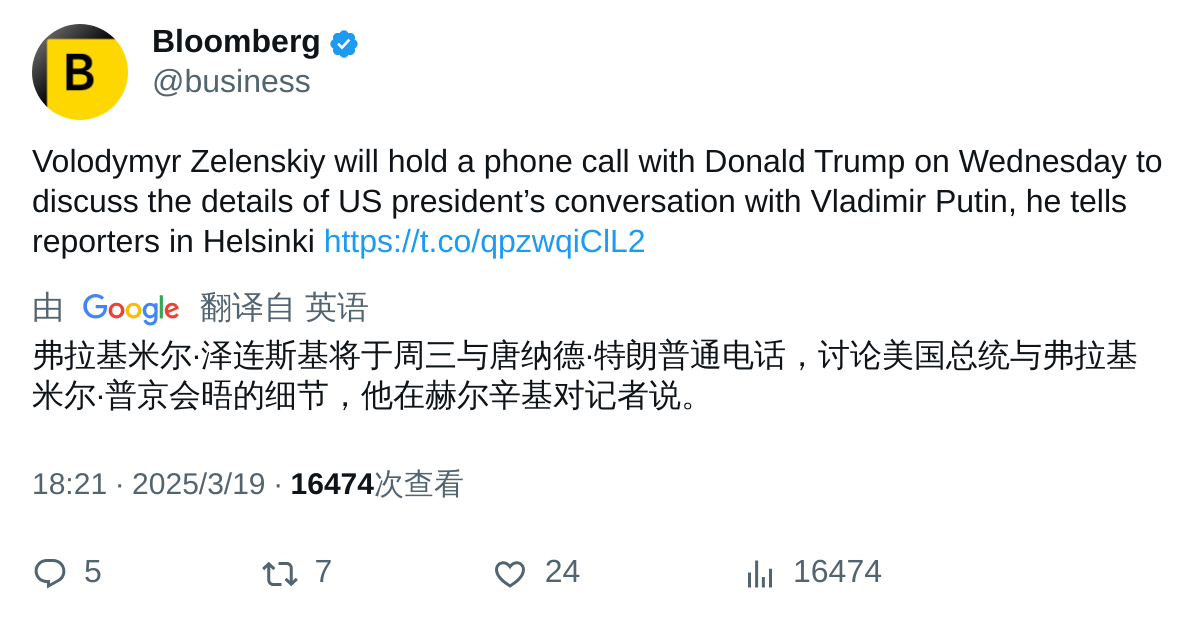 B
Bloomberg
@business
Volodymyr Zelenskiy will hold a phone call with Donald Trump on Wednesday to
discuss the details of US president’s conversation with Vladimir Putin, he tells
reporters in Helsinki https://t.co/qpzwqiClL2
由 Google 翻译自 英语
弗拉基米尔·泽连斯基将于周三与唐纳德·特朗普通电话，讨论美国总统与弗拉基
米尔·普京会晤的细节，他在赫尔辛基对记者说。
18:21 · 2025/3/19 · 16474次查看
5 7 24 16474